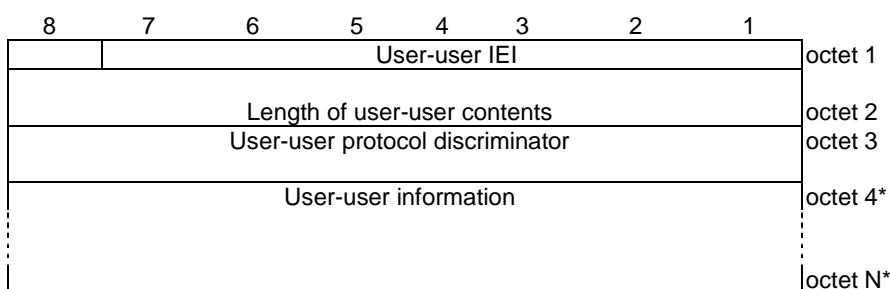 8 7 6 5 4 3 2 1
User-user IEI octet 1
Length of user-user contents octet 2
User-user protocol discriminator octet 3
User-user information octet 4*
octet N*